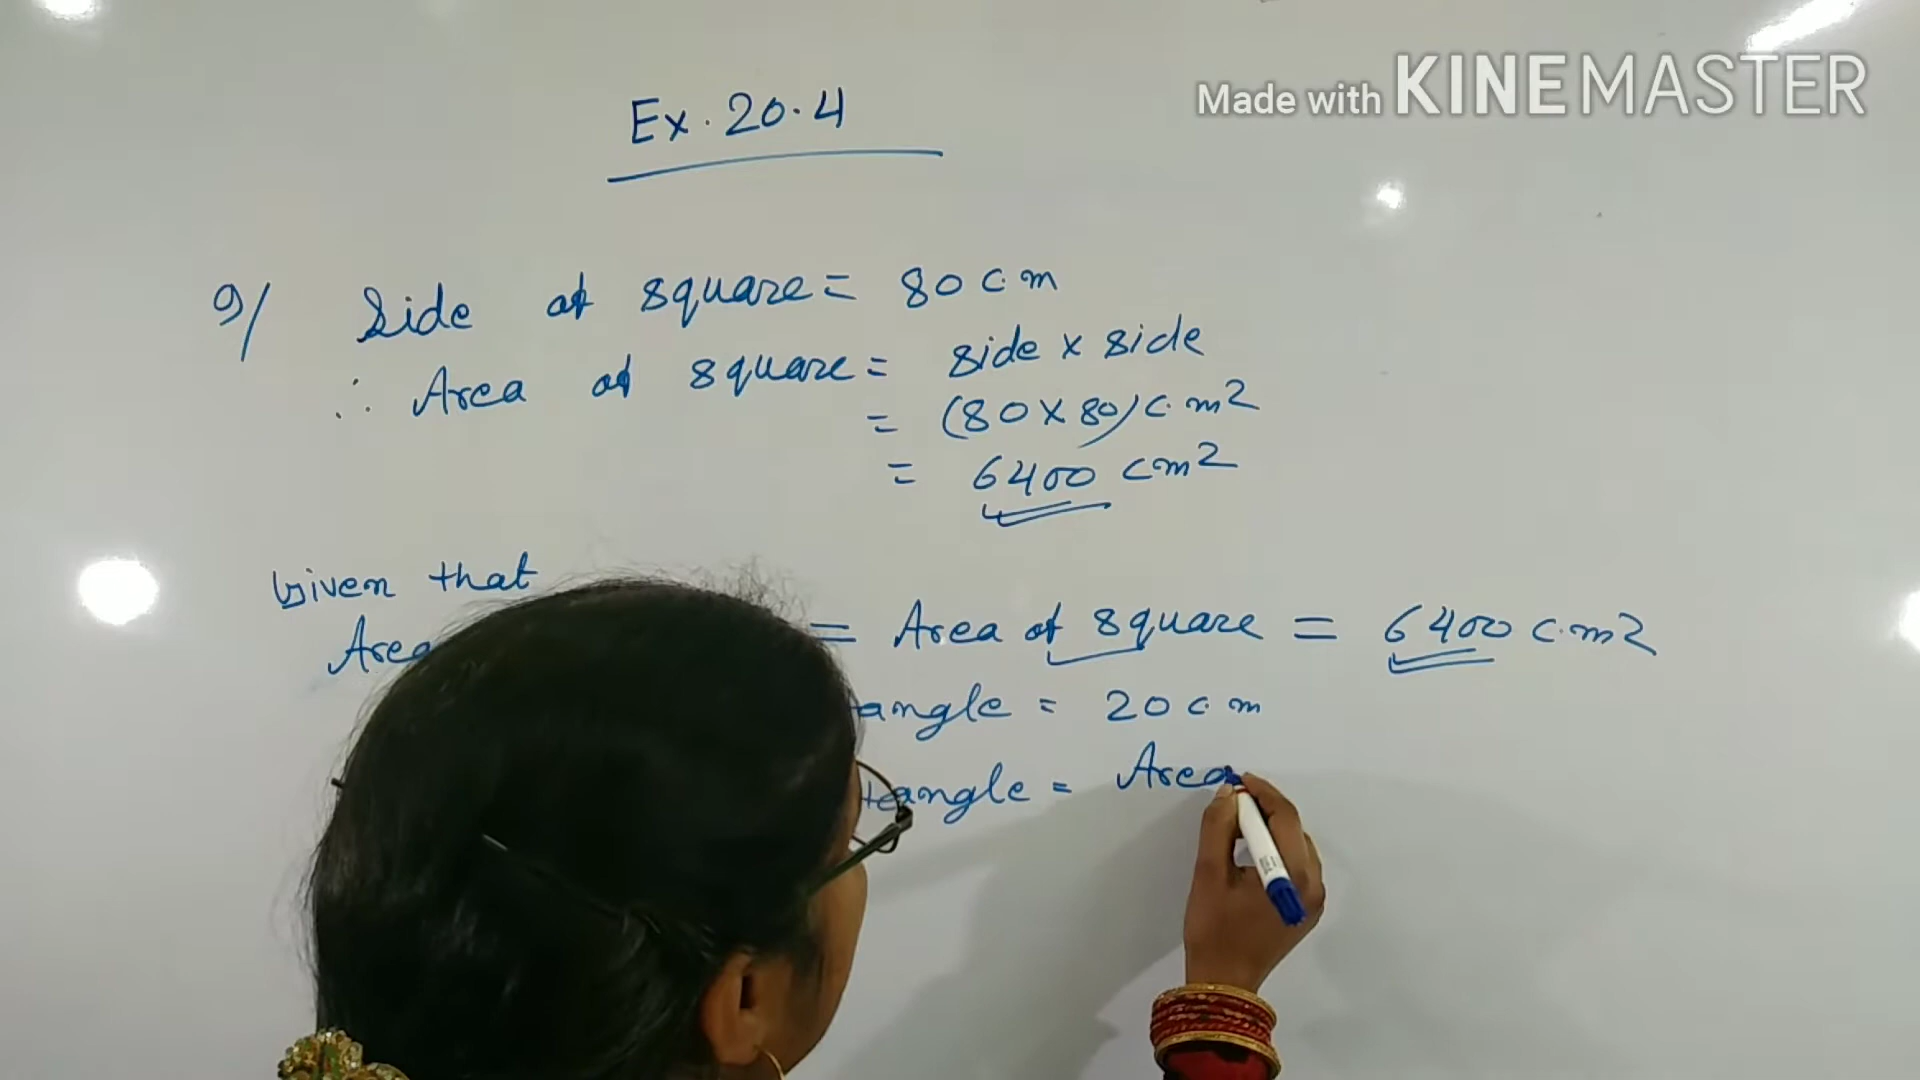 Made with KINEMASTER
Ex. 20.4
9/ Side of square = 80 cm
∴ Area of square = side x side
= (80 x 80) cm2
= 6400 cm2
Given that
Area = Area of square = 6400 cm2
angle = 20 cm
tangle = Area